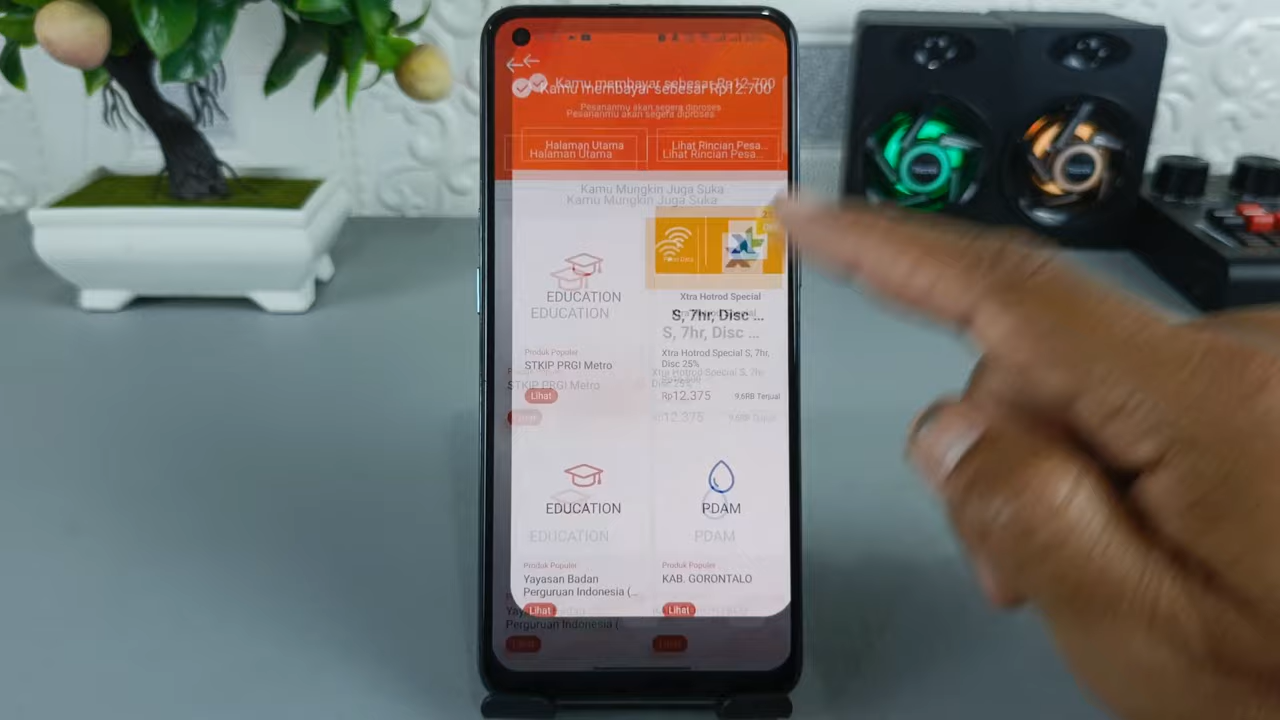 Kamu membayar sebesar Rp12.700
Pesananmu akan segera diproses
Halaman Utama
Lihat Rincian Pesa...
Kamu Mungkin Juga Suka
EDUCATION
Produk Populer
STKIP PRGI Metro
Lihat
Xtra Hotrod Special
S, 7hr, Disc ...
Xtra Hotrod Special S, 7hr,
Disc 25%
Rp12.375
9,6RB Terjual
EDUCATION
Produk Populer
Yayasan Badan
Perguruan Indonesia (...
Lihat
PDAM
Produk Populer
KAB. GORONTALO
Lihat